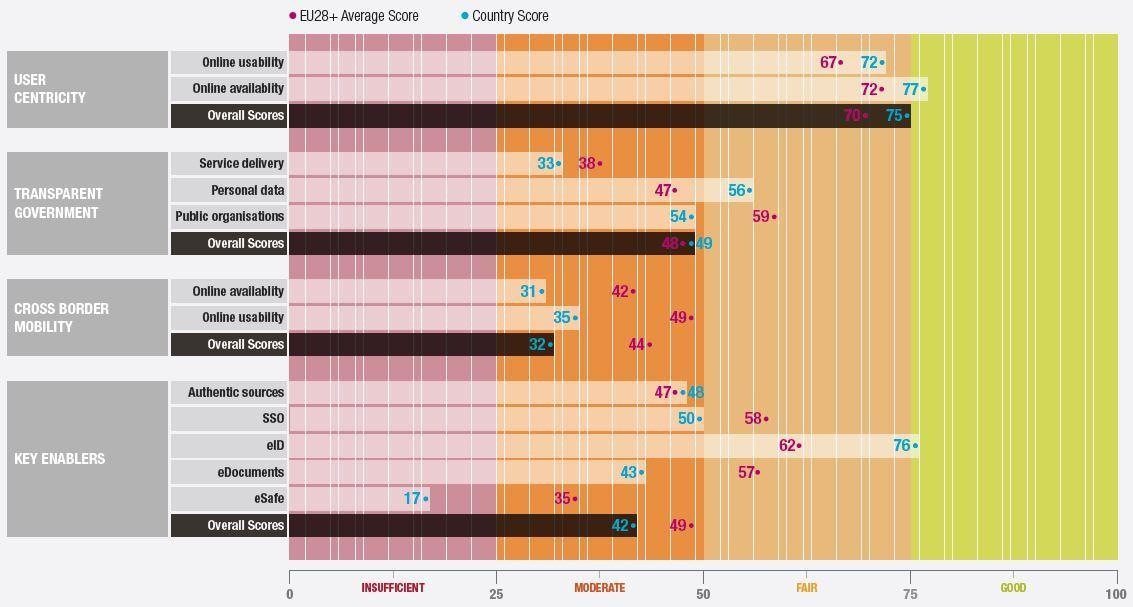 EU28+ Average Score Country Score
USER
CENTRICITY
Online usability 67 72
Online availability 72 77
Overall Scores 70 75
TRANSPARENT
GOVERNMENT
Service delivery 33 38
Personal data 47 56
Public organisations 54 59
Overall Scores 48 49
CROSS BORDER
MOBILITY
Online availability 31 42
Online usability 35 49
Overall Scores 32 44
KEY ENABLERS
Authentic sources 47 48
SSO 50 58
eID 62 76
eDocuments 43 57
eSafe 17 35
Overall Scores 42 49
INSUFFICIENT MODERATE FAIR GOOD
0 25 50 75 100